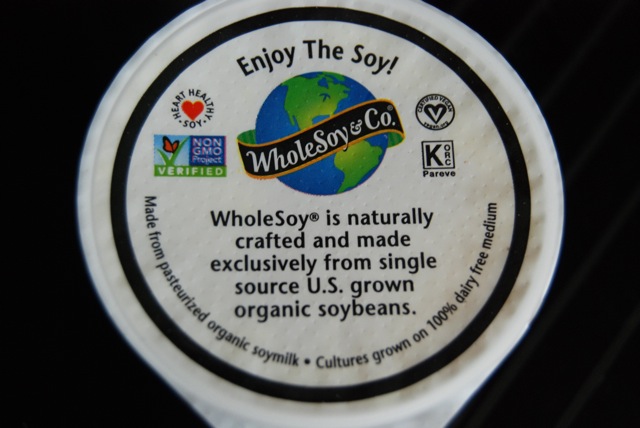 Enjoy The Soy!
HEART HEALTHY
• SOY •
NON
GMO
Project
VERIFIED
WholeSoy & Co.®
CERTIFIED VEGAN
vegan.org
K ORC
Pareve
WholeSoy® is naturally
crafted and made
exclusively from single
source U.S. grown
organic soybeans.
Made from pasteurized organic soymilk • Cultures grown on 100% dairy free medium